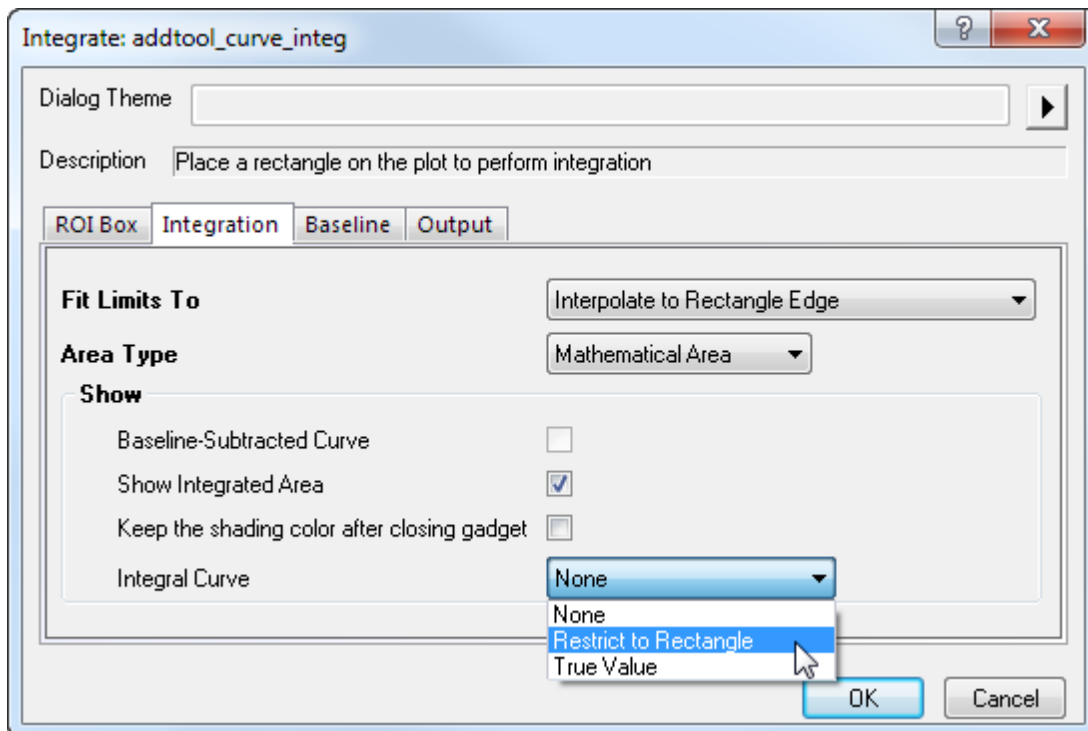 Integrate: addtool_curve_integ
Dialog Theme
Description Place a rectangle on the plot to perform integration
ROI Box Integration Baseline Output
Fit Limits To Interpolate to Rectangle Edge
Area Type Mathematical Area
Show
Baseline-Subtracted Curve
Show Integrated Area
Keep the shading color after closing gadget
Integral Curve None
None
Restrict to Rectangle
True Value
OK Cancel